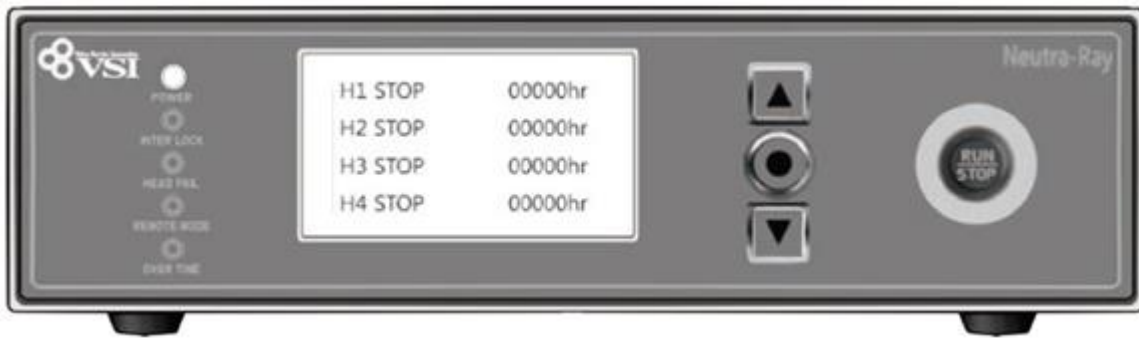 VSI
POWER
INTER LOCK
HEAD FAIL
REMOTE MODE
OVER TIME
H1 STOP 00000hr
H2 STOP 00000hr
H3 STOP 00000hr
H4 STOP 00000hr
Neutra-Ray
RUN
STOP